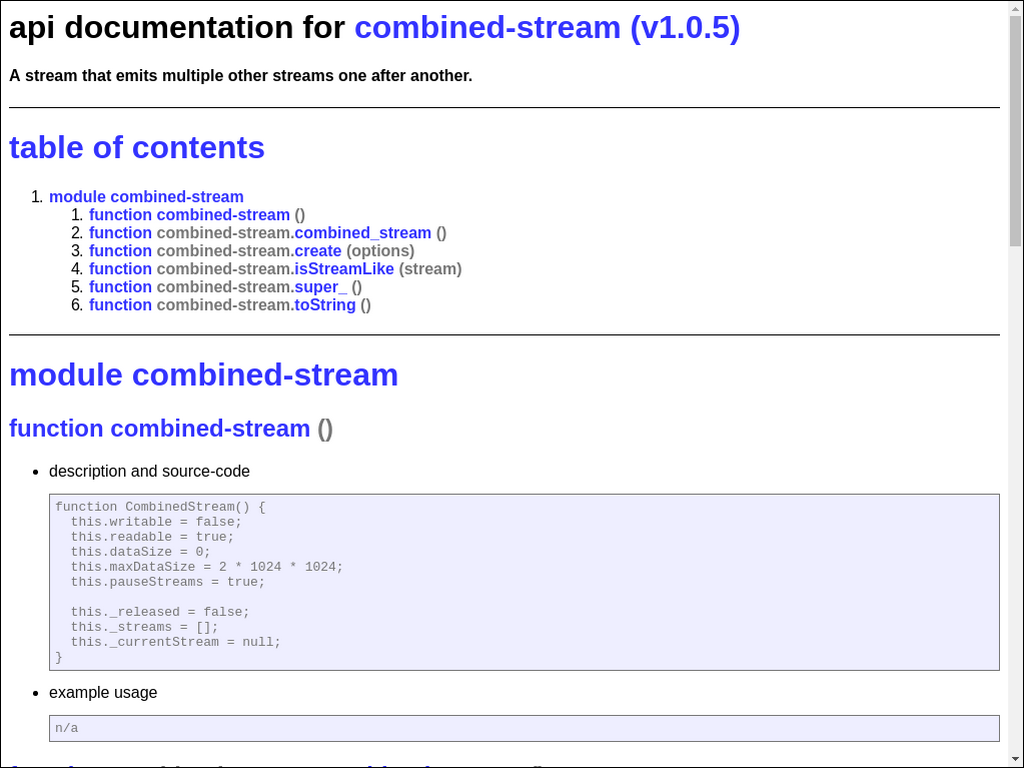 api documentation for combined-stream (v1.0.5)
A stream that emits multiple other streams one after another.
table of contents
1. module combined-stream
1. function combined-stream ()
2. function combined-stream.combined_stream ()
3. function combined-stream.create (options)
4. function combined-stream.isStreamLike (stream)
5. function combined-stream.super_ ()
6. function combined-stream.toString ()
module combined-stream
function combined-stream ()
• description and source-code
function CombinedStream() {
  this.writable = false;
  this.readable = true;
  this.dataSize = 0;
  this.maxDataSize = 2 * 1024 * 1024;
  this.pauseStreams = true;

  this._released = false;
  this._streams = [];
  this._currentStream = null;
}
• example usage
n/a